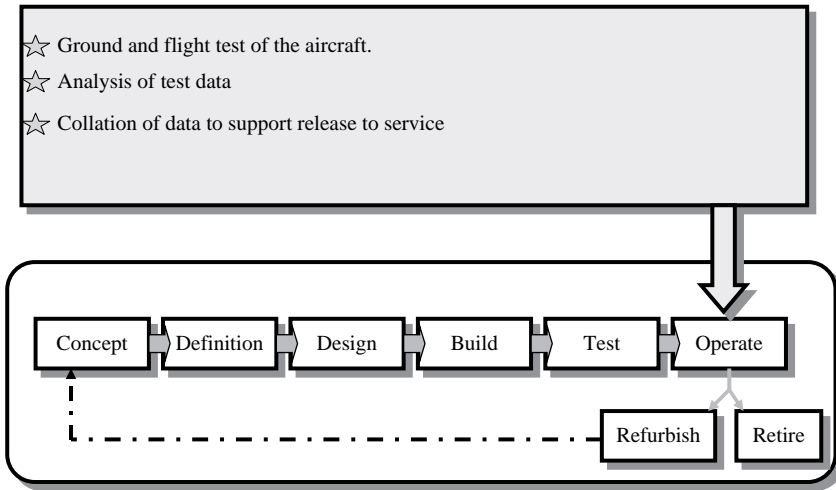 Ground and flight test of the aircraft.
Analysis of test data
Collation of data to support release to service
Concept
Definition
Design
Build
Test
Operate
Refurbish
Retire